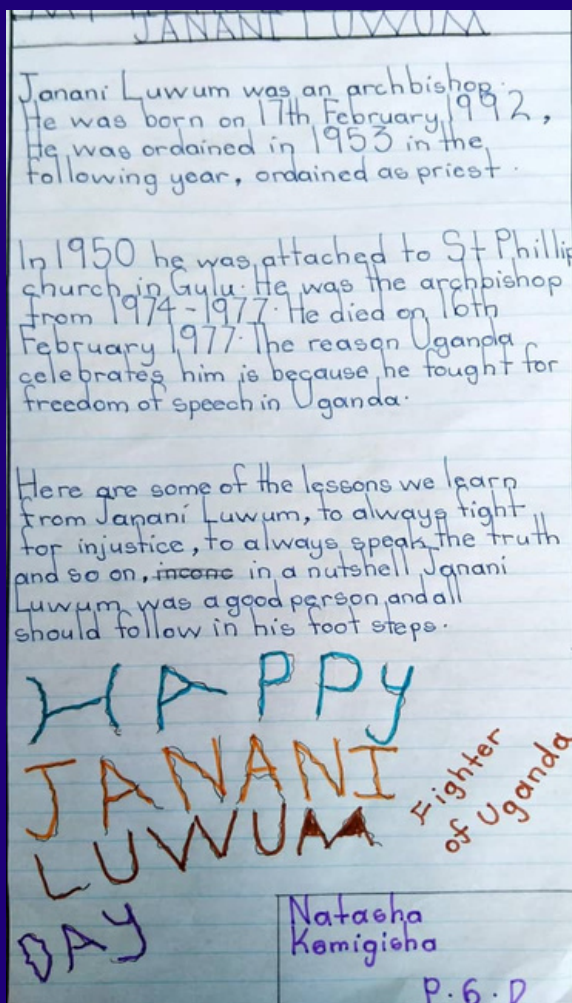 JANANI LUWUM
Janani Luwum was an archbishop.
He was born on 17th February 1992,
He was ordained in 1953 in the
following year, ordained as priest.
In 1950 he was attached to St Phillip
church in Gulu. He was the archbishop
from 1974-1977. He died on 16th
February 1977. The reason Uganda
celebrates him is because he fought for
freedom of speech in Uganda.
Here are some of the lessons we learn
from Janani Luwum, to always fight
for injustice, to always speak the truth
and so on, incone in a nutshell Janani
Luwum was a good person, and all
should follow in his foot steps.
HAPPY
JANANI
LUWUM
DAY
Fighter
of Uganda
Natasha
Komigisha
P.6.D